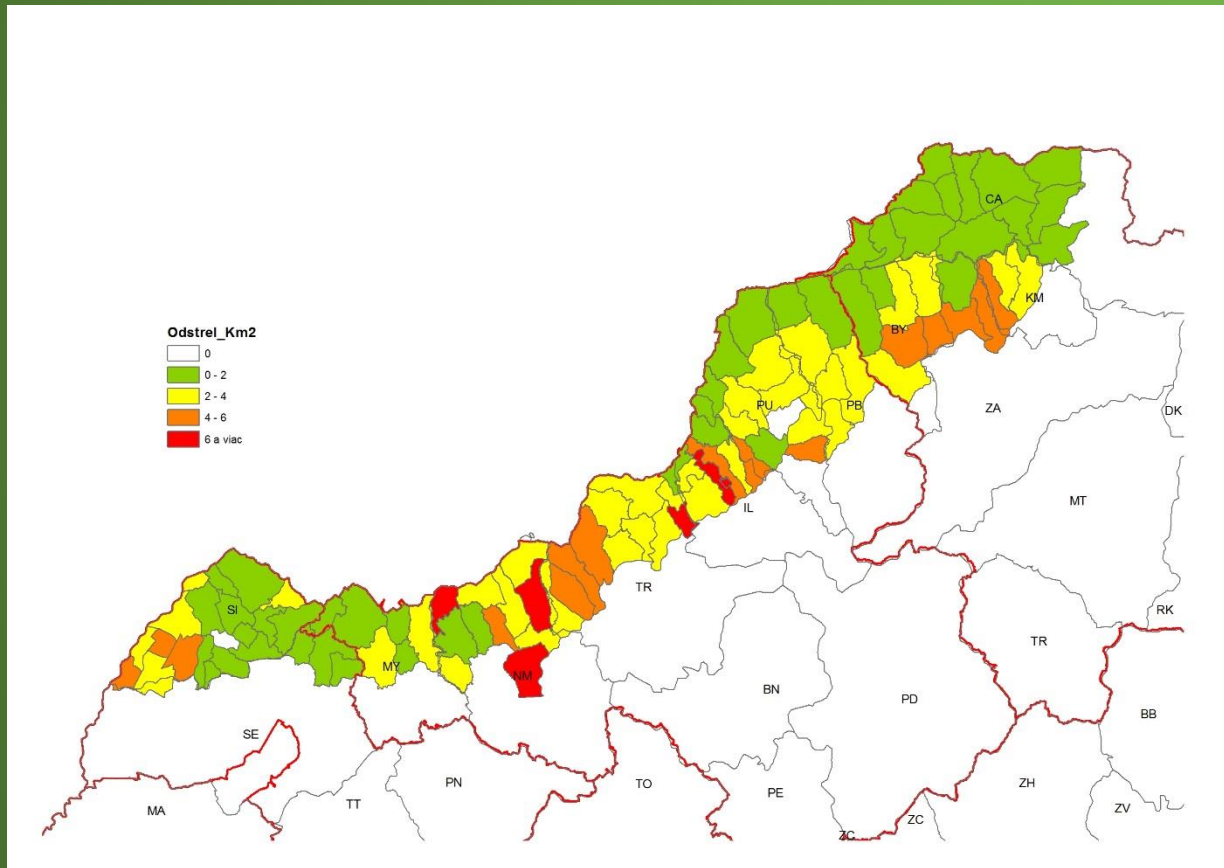 CA
KM
Odstrel_Km2
0
0 - 2
2 - 4
4 - 6
6 a viac
BY
PU
PB
ZA
DK
MT
IL
TR
SI
RK
MY
NM
TR
BN
PD
BB
SE
MA
TT
PN
TO
PE
ZH
ZV
ZC
ZC